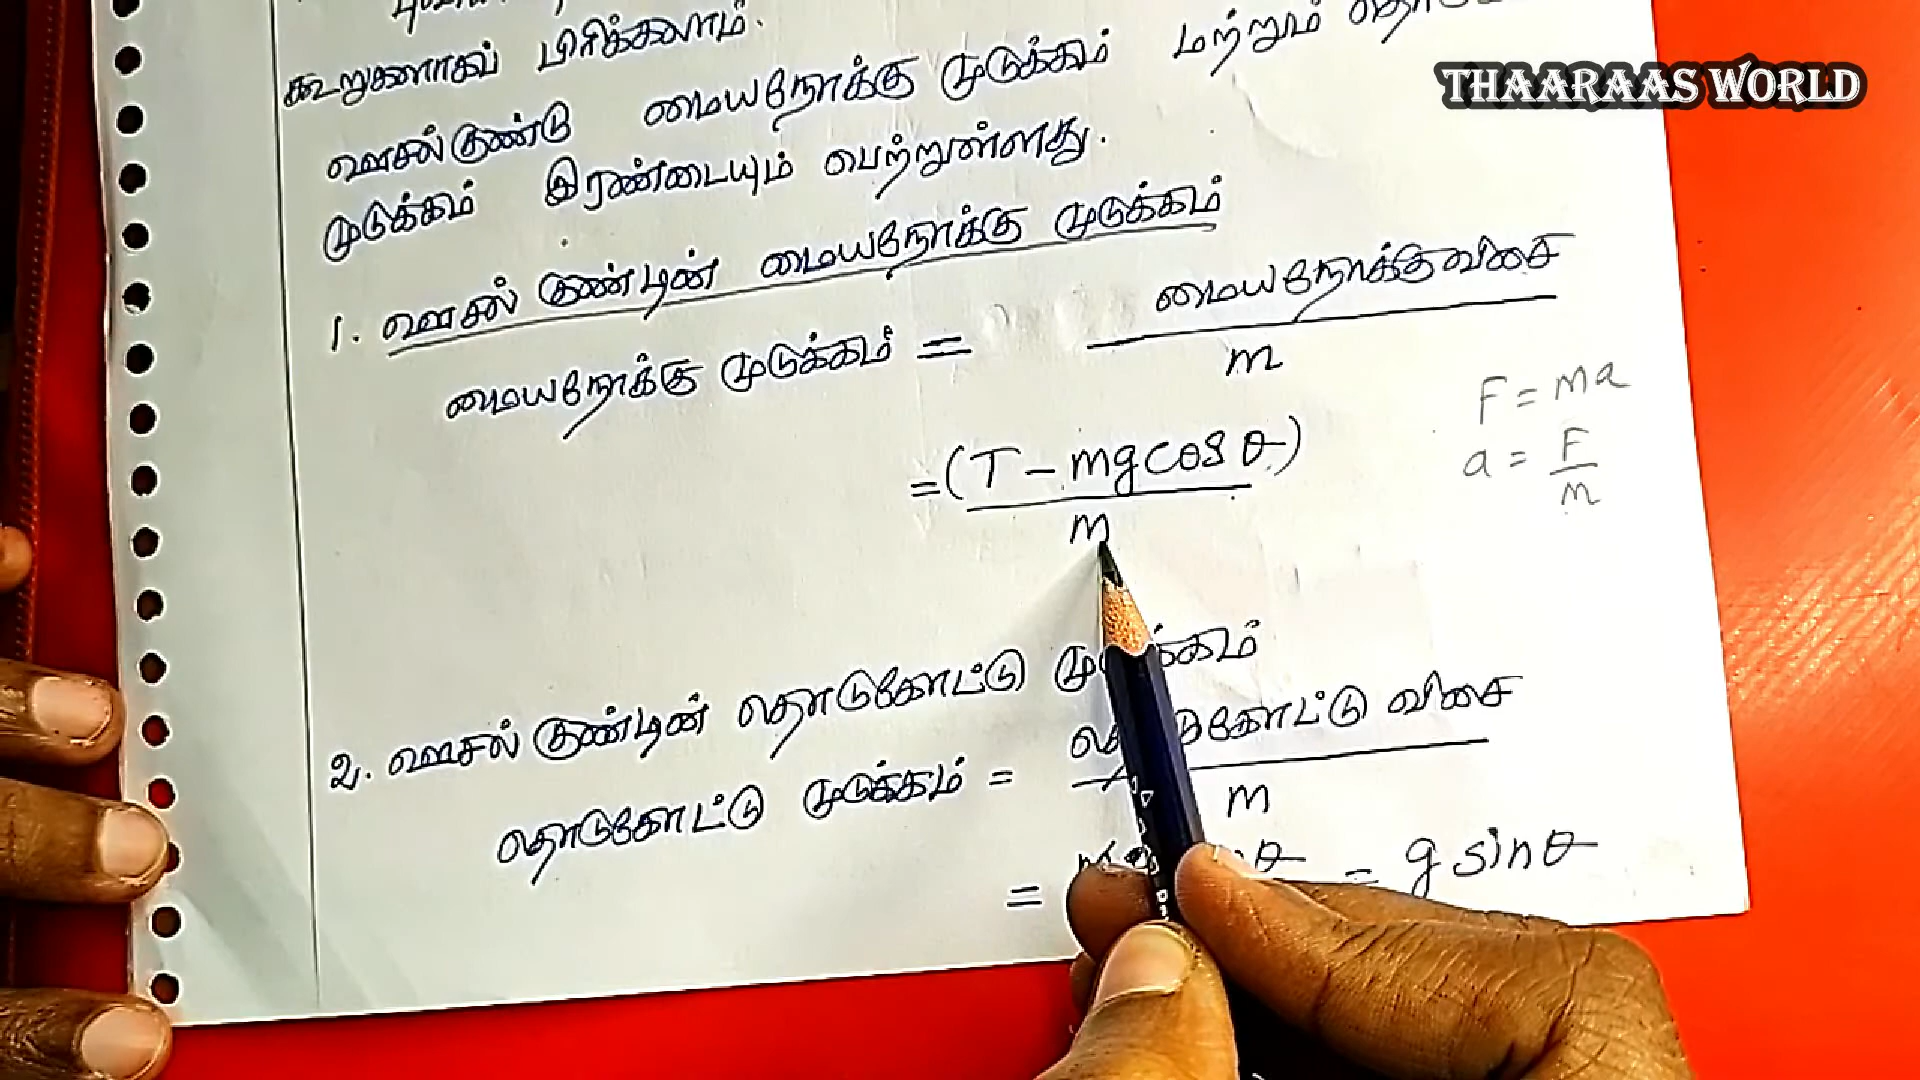 கூறுகளாகப் பிரிக்கலாம்.
ஊசல் குண்டு மையநோக்கு முடுக்கம் மற்றும்
முடுக்கம் இரண்டையும் பெற்றுள்ளது.
1. ஊசல் குண்டின் மையநோக்கு முடுக்கம்
மையநோக்கு முடுக்கம் = மையநோக்குவிசை
m
= (T - mg cos θ)
m
F = ma
a = F
m
2. ஊசல் குண்டின் தொடுகோட்டு
தொடுகோட்டு முடுக்கம் = விசை
m
= θ = g sin θ
THAARAAS WORLD